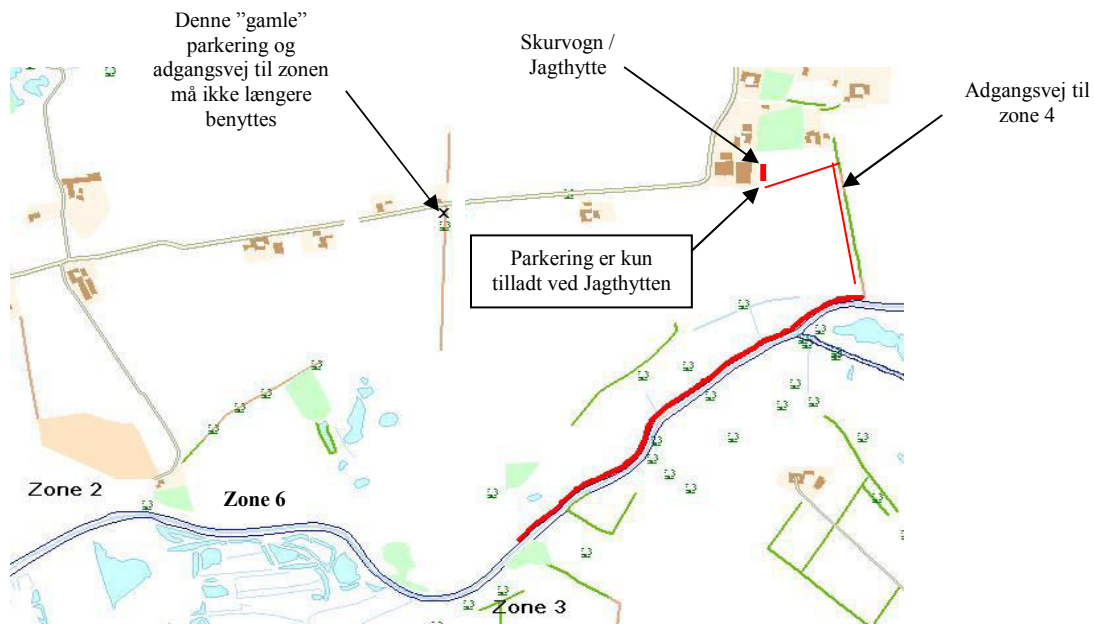 Denne ”gamle”
parkering og
adgangsvej til zonen
må ikke længere
benyttes
Skurvogn /
Jagthytte
Adgangsvej til
zone 4
x
Parkering er kun
tilladt ved Jagthytten
Zone 2
Zone 6
Zone 3